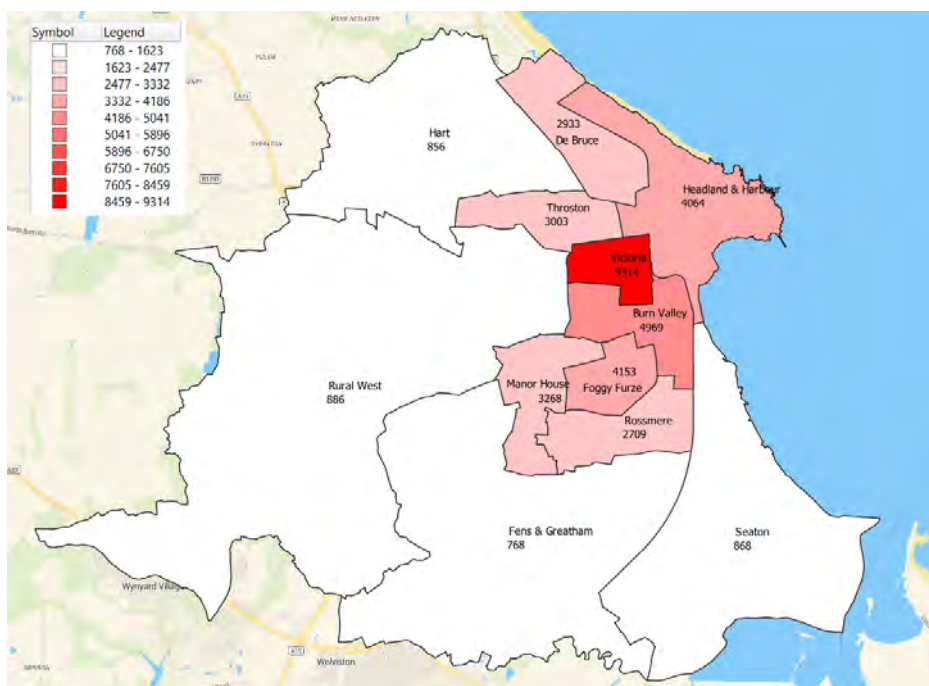 Symbol Legend
768 - 1623
1623 - 2477
2477 - 3332
3332 - 4186
4186 - 5041
5041 - 5896
5896 - 6750
6750 - 7605
7605 - 8459
8459 - 9314
Hart
856
2933
De Bruce
Headland & Harbour
4064
Throston
3003
Victoria
9314
Burn Valley
4969
Rural West
886
Manor House
3268
4153
Foggy Furze
Rossmere
2709
Fens & Greatham
768
Seaton
868
Wynyard Village
Wolviston